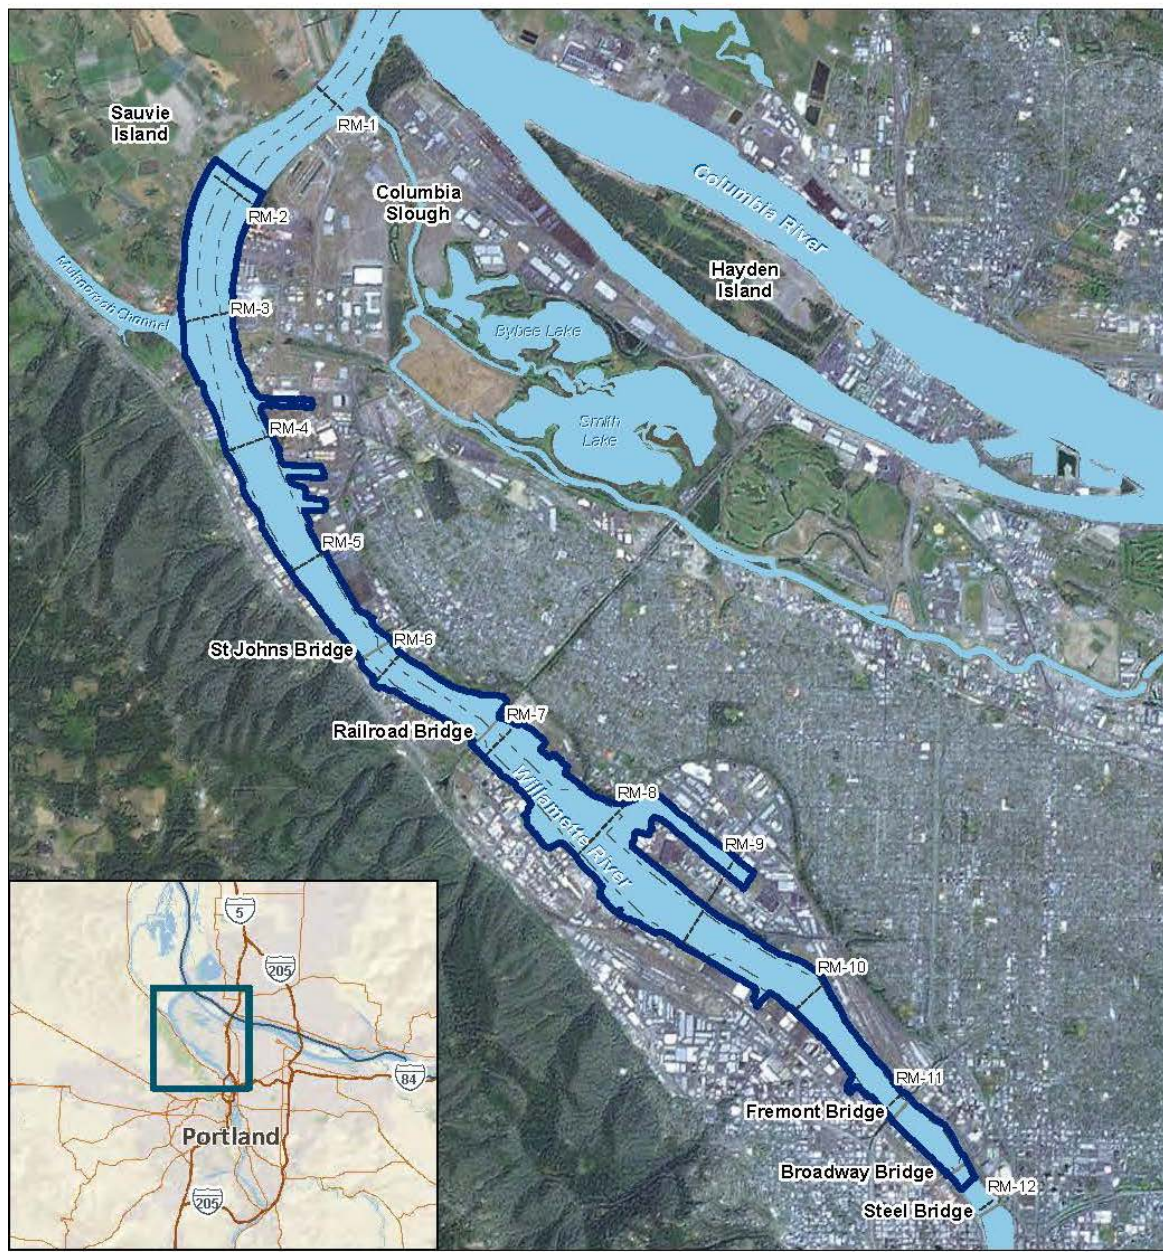 Sauvie
Island
RM-1
Columbia
Slough
Columbia River
RM-2
Multnomah Channel
RM-3
Hayden
Island
Bybee Lake
RM-4
Smith
Lake
RM-5
St Johns Bridge
RM-6
Railroad Bridge
RM-7
Willamette River
RM-8
RM-9
RM-10
RM-11
Fremont Bridge
Broadway Bridge
RM-12
Steel Bridge
5
205
84
Portland
205